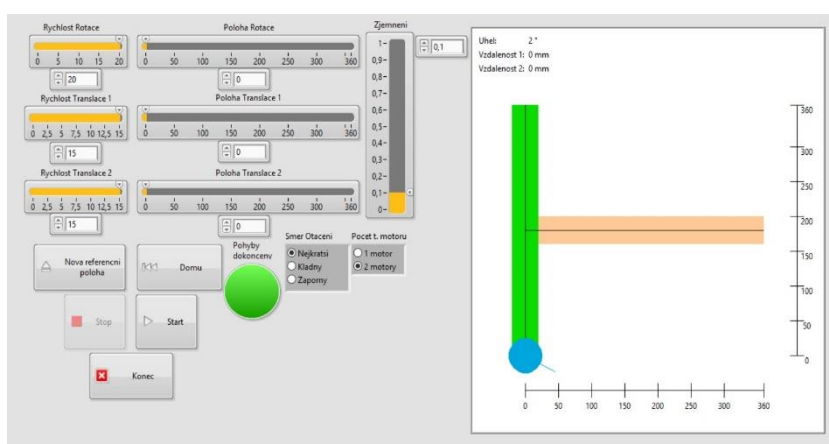 Rychlost Rotace
0 5 10 15 20
20
Poloha Rotace
0 50 100 150 200 250 300 360
0
Rychlost Translace 1
0 2,5 5 7,5 10 12,5 15
15
Poloha Translace 1
0 50 100 150 200 250 300 360
0
Rychlost Translace 2
0 2,5 5 7,5 10 12,5 15
15
Poloha Translace 2
0 50 100 150 200 250 300 360
0
Zjemneni
1-
0,9-
0,8-
0,7-
0,6-
0,5-
0,4-
0,3-
0,2-
0,1-
0-
0,1
Nova referencni
poloha
Domu
Pohyby
dokonceny
Smer Otaceni
Nejkratsi
Kladny
Zaporny
Pocet t. motoru
1 motor
2 motory
Stop
Start
Konec
Uhel: 2 °
Vzdalenost 1: 0 mm
Vzdalenost 2: 0 mm
360
300
250
200
150
100
50
0
0 50 100 150 200 250 300 360